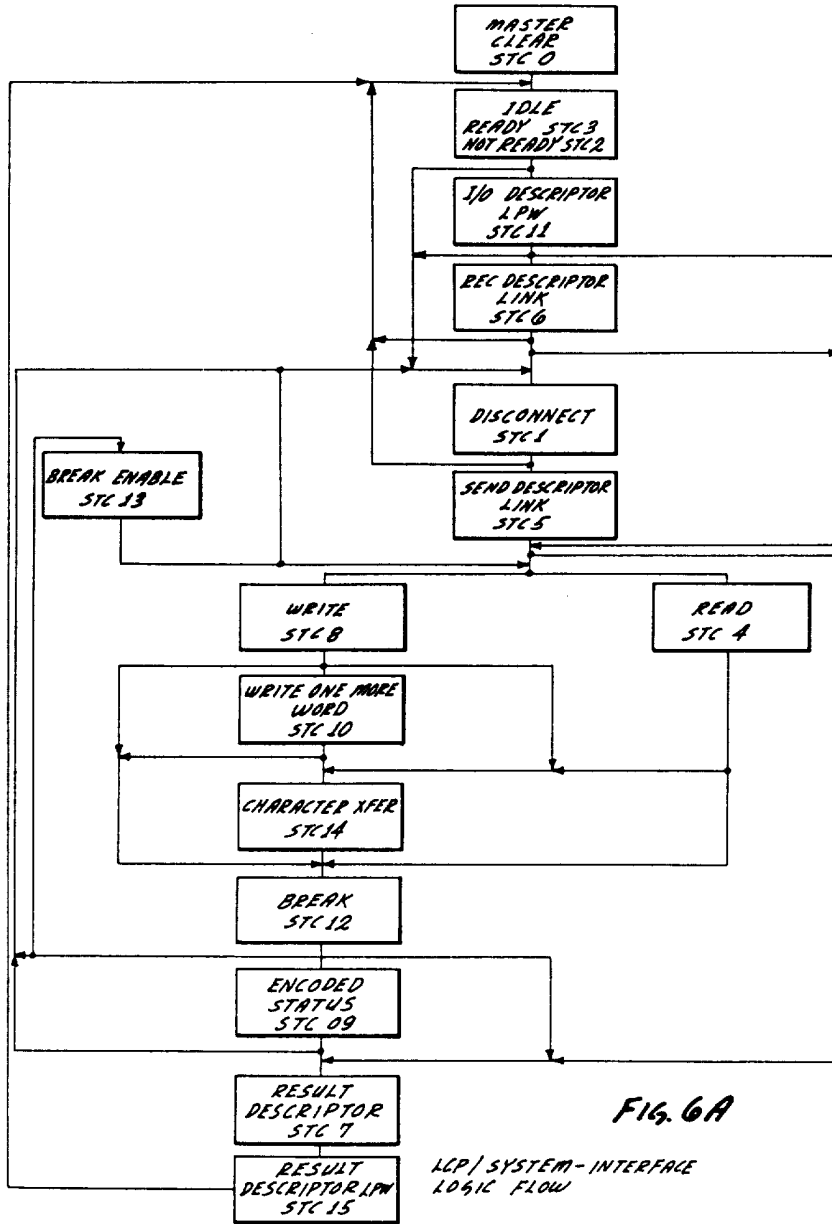 MASTER
CLEAR
STC 0
IDLE
READY STC3
NOT READY STC2
I/O DESCRIPTOR
LPW
STC 11
REC DESCRIPTOR
LINK
STC 6
DISCONNECT
STC 1
BREAK ENABLE
STC 13
SEND DESCRIPTOR
LINK
STC 5
WRITE
STC 8
READ
STC 4
WRITE ONE MORE
WORD
STC 10
CHARACTER XFER
STC 14
BREAK
STC 12
ENCODED
STATUS
STC 09
RESULT
DESCRIPTOR
STC 7
RESULT
DESCRIPTOR LPW
STC 15
FIG. 6A
LCP/SYSTEM-INTERFACE
LOGIC FLOW